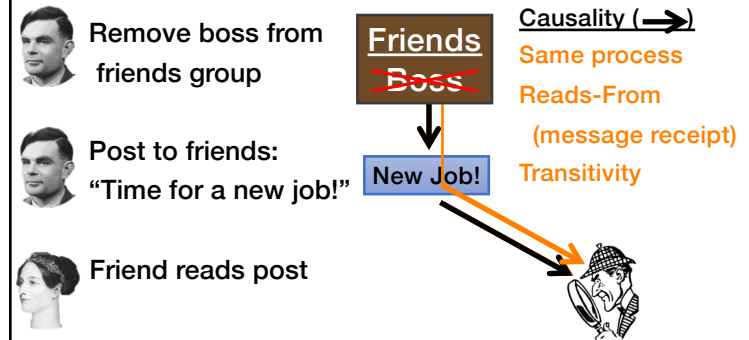 Remove boss from
friends group
Friends
Boss
Causality (→)
Same process
Reads-From
(message receipt)
Transitivity
Post to friends:
“Time for a new job!”
New Job!
Friend reads post